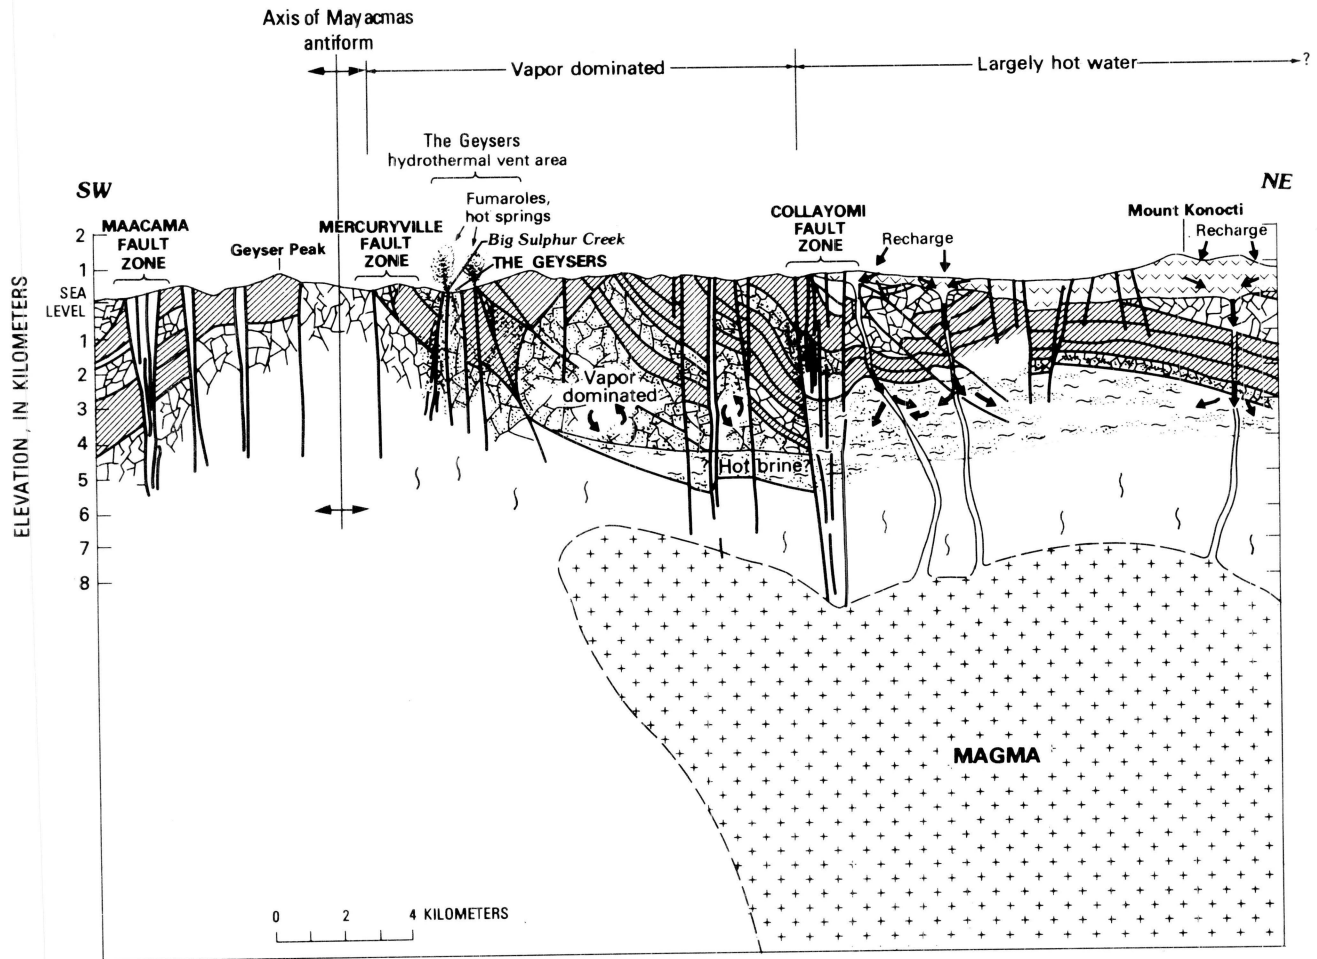 Axis of Mayacmas
antiform
Vapor dominated
Largely hot water
?
The Geysers
hydrothermal vent area
SW
NE
Fumaroles,
hot springs
MAACAMA
FAULT
ZONE
Geyser Peak
MERCURYVILLE
FAULT
ZONE
Big Sulphur Creek
THE GEYSERS
COLLAYOMI
FAULT
ZONE
Recharge
Mount Konocti
Recharge
ELEVATION, IN KILOMETERS
2
1
SEA
LEVEL
1
2
3
4
5
6
7
8
Vapor
dominated
? Hot brine?
MAGMA
0 2 4 KILOMETERS